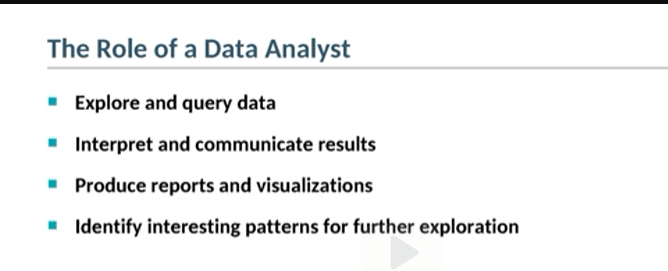 The Role of a Data Analyst
Explore and query data
Interpret and communicate results
Produce reports and visualizations
Identify interesting patterns for further exploration